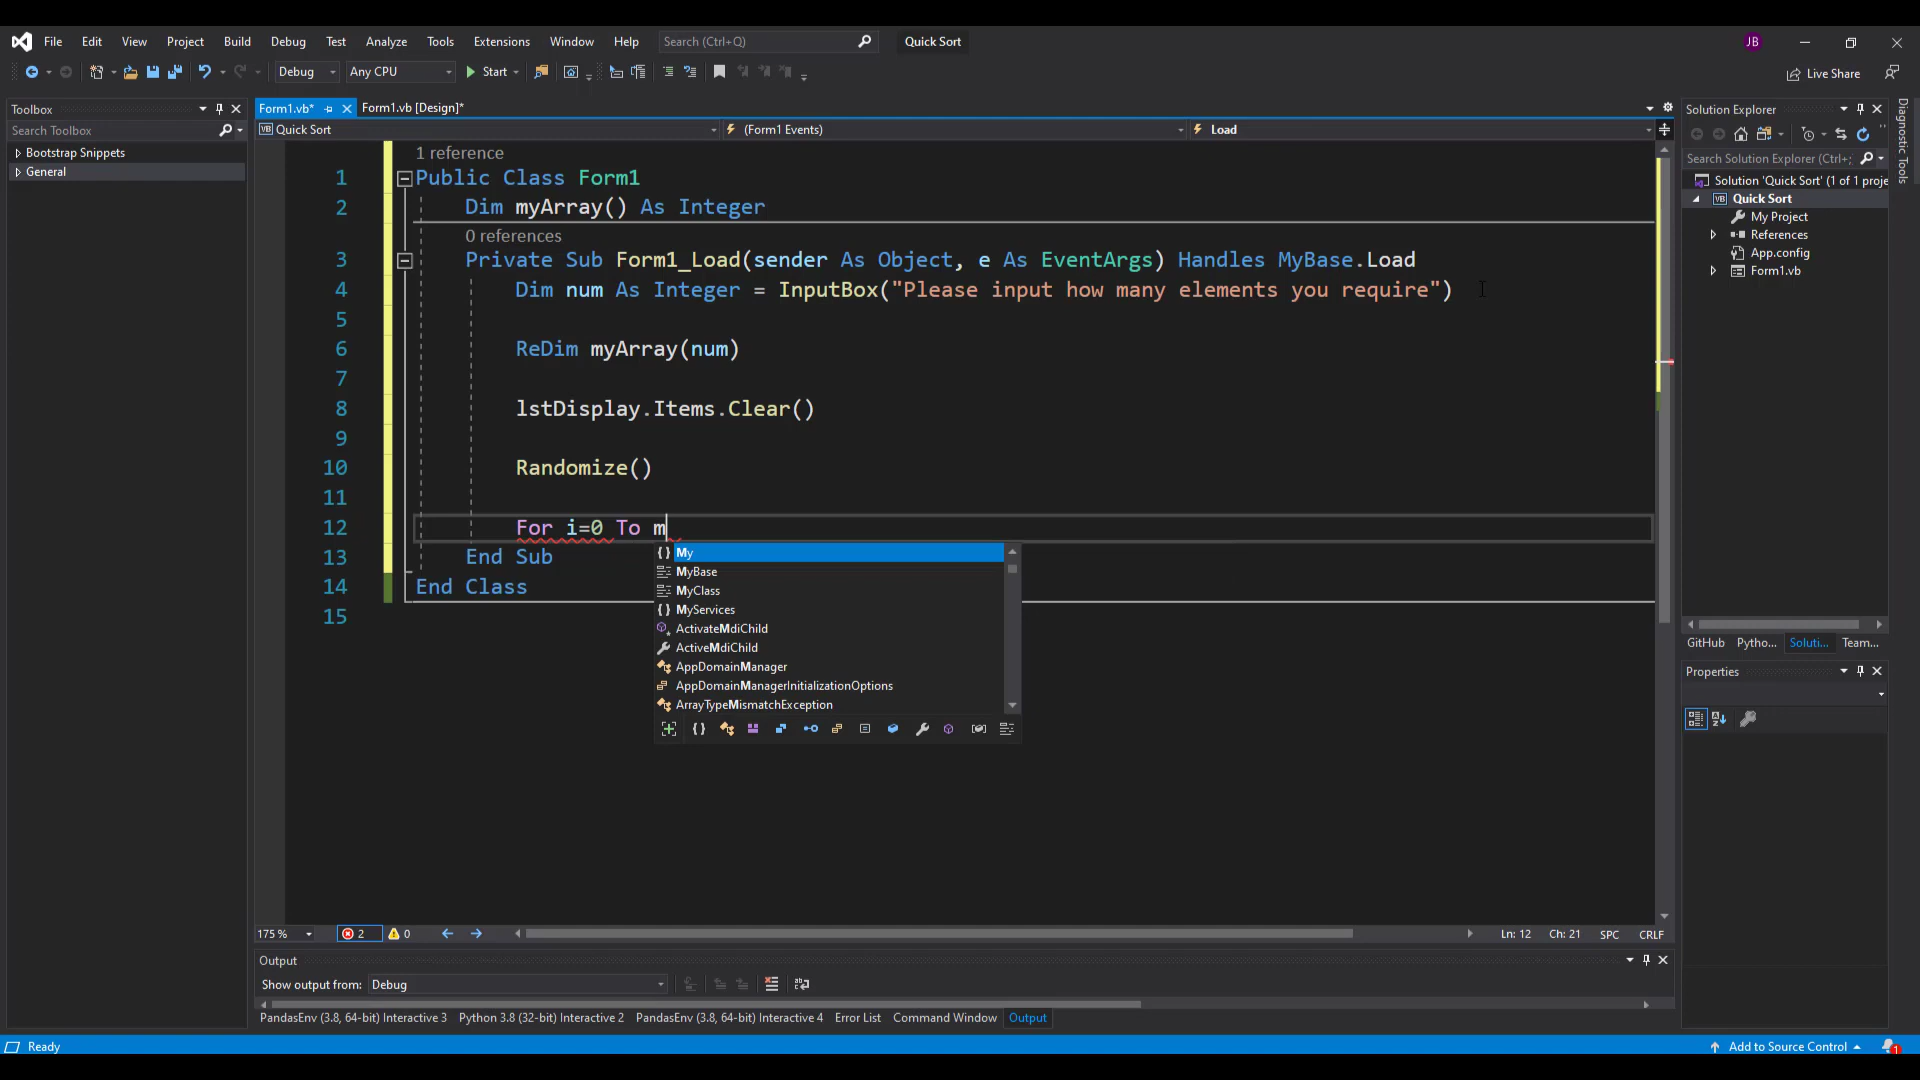 File Edit View Project Build Debug Test Analyze Tools Extensions Window Help Search (Ctrl+Q) Quick Sort JB
Debug Any CPU Start Live Share
Toolbox
Search Toolbox
Bootstrap Snippets
General
Form1.vb* Form1.vb [Design]*
Quick Sort (Form1 Events) Load
1 reference
1 Public Class Form1
2 Dim myArray() As Integer
0 references
3 Private Sub Form1_Load(sender As Object, e As EventArgs) Handles MyBase.Load
4 Dim num As Integer = InputBox("Please input how many elements you require")
5
6 ReDim myArray(num)
7
8 lstDisplay.Items.Clear()
9
10 Randomize()
11
12 For i=0 To m
13 End Sub
14 End Class
15
My
MyBase
MyClass
MyServices
ActivateMdiChild
ActiveMdiChild
AppDomainManager
AppDomainManagerInitializationOptions
ArrayTypeMismatchException
175 % 2 0 Ln: 12 Ch: 21 SPC CRLF
Output
Show output from: Debug
PandasEnv (3.8, 64-bit) Interactive 3 Python 3.8 (32-bit) Interactive 2 PandasEnv (3.8, 64-bit) Interactive 4 Error List Command Window Output
Solution Explorer
Search Solution Explorer (Ctrl+;
Solution 'Quick Sort' (1 of 1 proje
Quick Sort
My Project
References
App.config
Form1.vb
GitHub Pytho... Soluti... Team...
Properties
Diagnostic Tools
Ready Add to Source Control 1